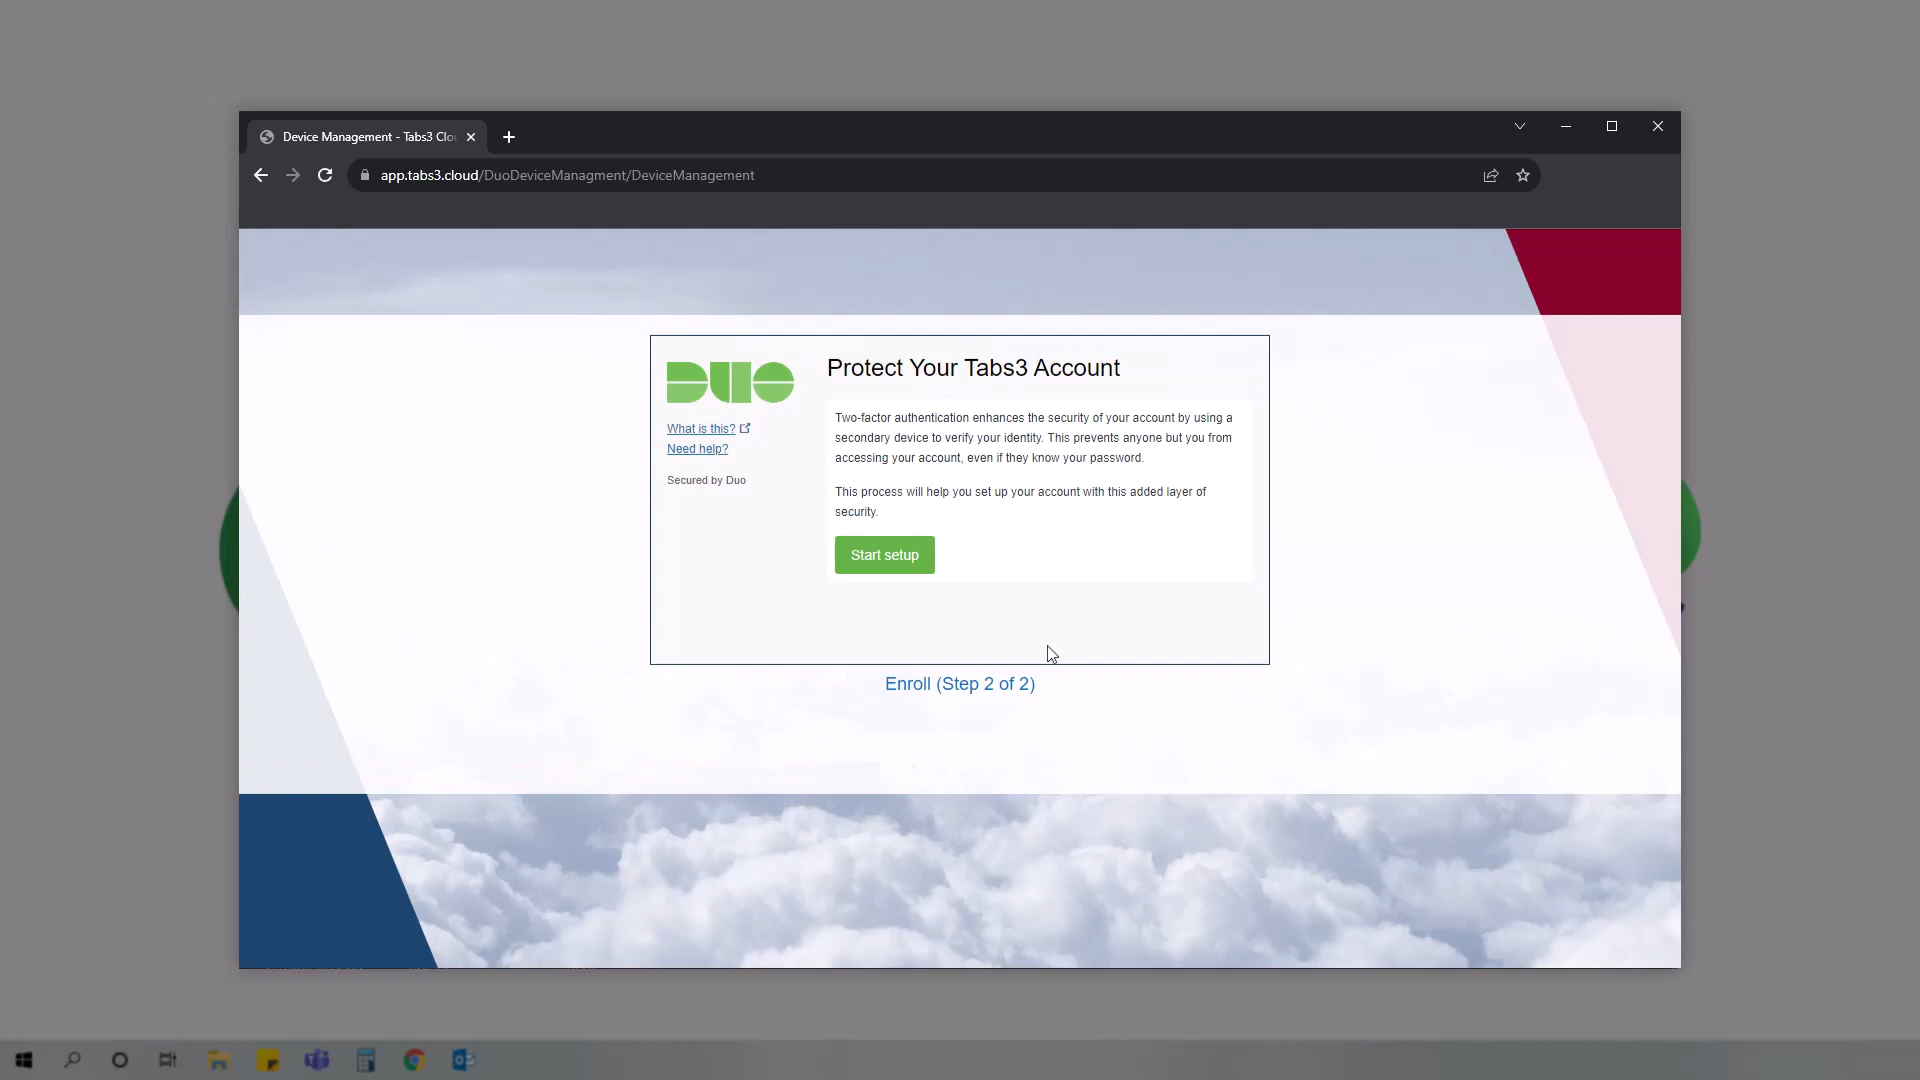 Device Management - Tabs3 Clo
app.tabs3.cloud/DuoDeviceManagment/DeviceManagement
DUO
What is this?
Need help?
Secured by Duo
Protect Your Tabs3 Account
Two-factor authentication enhances the security of your account by using a
secondary device to verify your identity. This prevents anyone but you from
accessing your account, even if they know your password.
This process will help you set up your account with this added layer of
security.
Start setup
Enroll (Step 2 of 2)